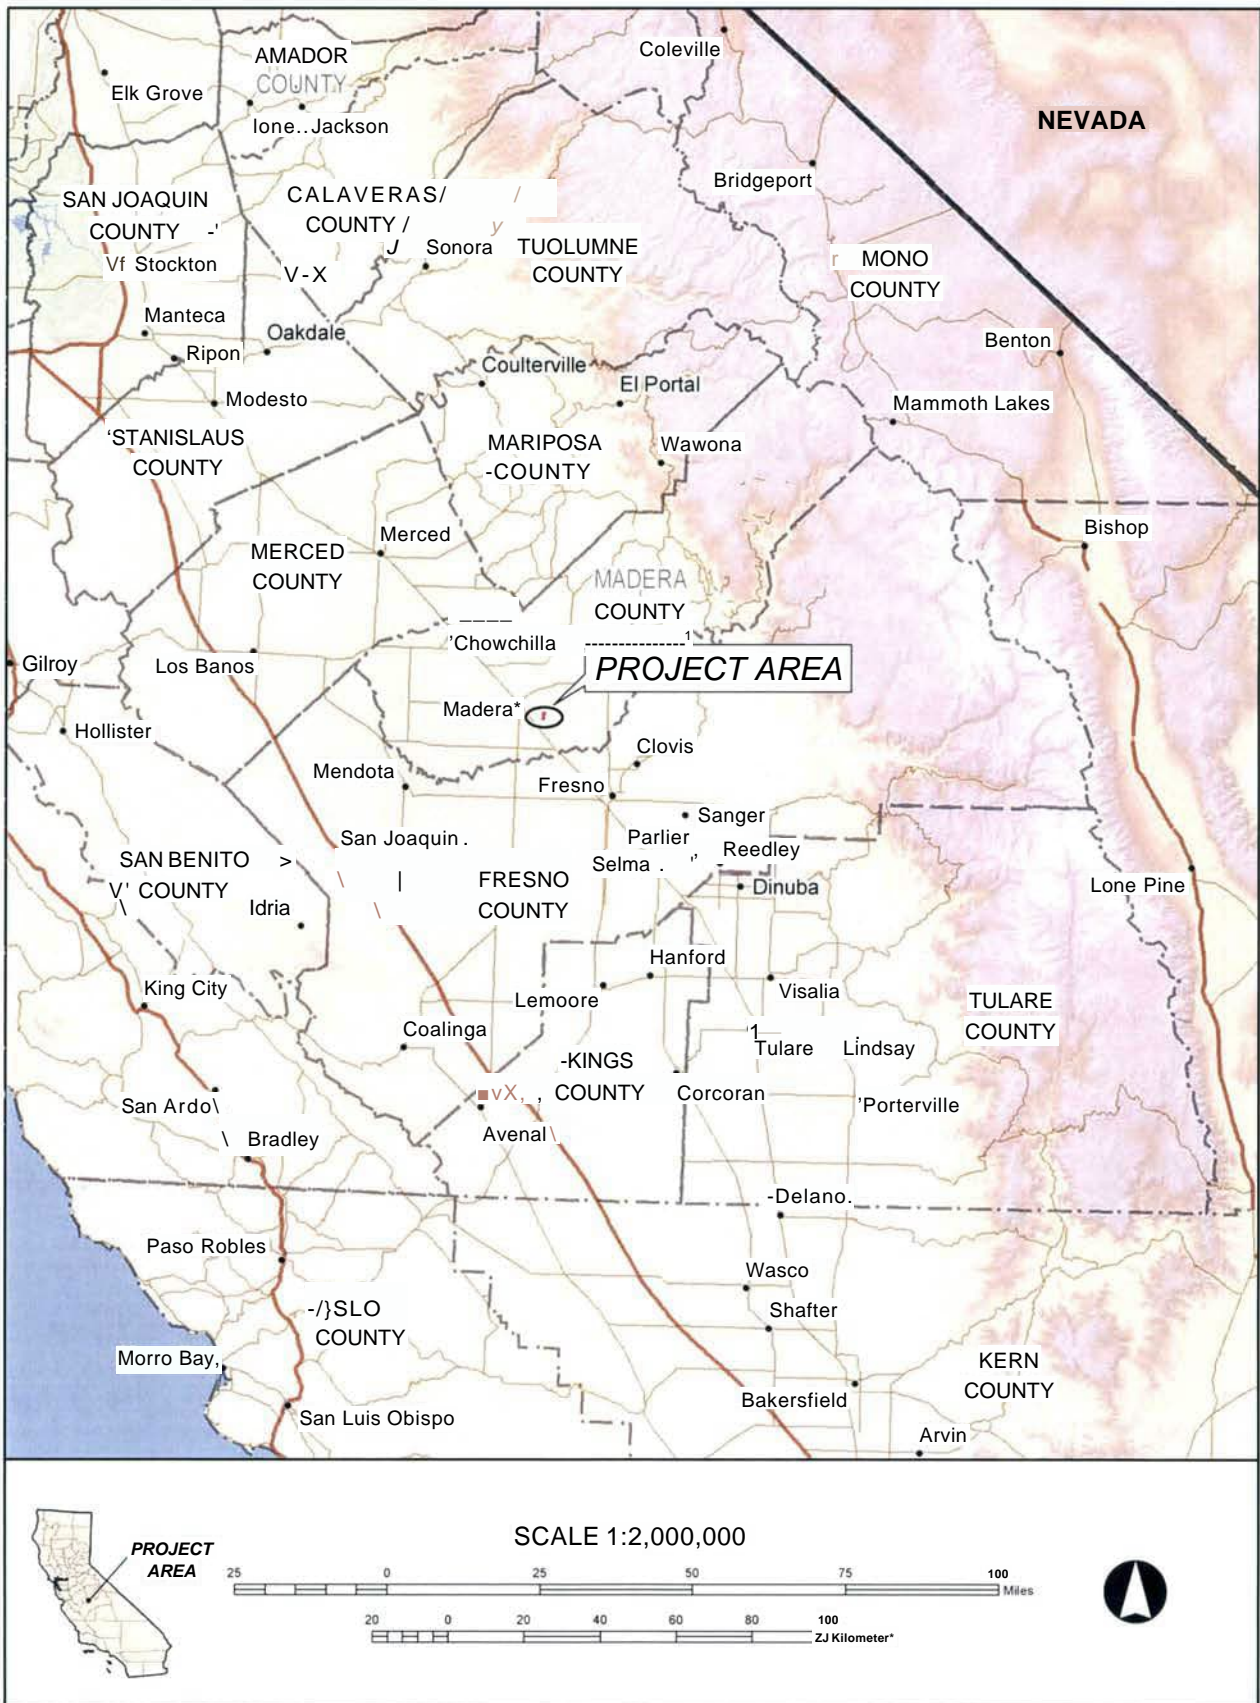 Coleville
AMADOR
COUNTY
Elk Grove
Ione..Jackson
NEVADA
Bridgeport
SAN JOAQUIN
COUNTY -'
CALAVERAS/ /
COUNTY / y
J Sonora
TUOLUMNE
COUNTY
Vf Stockton
V-X
r MONO
COUNTY
Manteca
Oakdale
Ripon
Benton
Coulterville
El Portal
Modesto
Mammoth Lakes
'STANISLAUS
COUNTY
MARIPOSA
-COUNTY
Wawona
Merced
Bishop
MERCED
COUNTY
MADERA
COUNTY
'Chowchilla
---------------1
PROJECT AREA
Gilroy
Los Banos
Madera*
Hollister
Clovis
Mendota
Fresno
Sanger
San Joaquin .
Parlier
,' Reedley
Selma .
SAN BENITO >
V' COUNTY
\
\ |
\
FRESNO
COUNTY
Dinuba
Lone Pine
Idria
Hanford
King City
Lemoore
Visalia
TULARE
COUNTY
Coalinga
'1
Tulare
Lindsay
-KINGS
■vX, , COUNTY
Corcoran
'Porterville
San Ardo\
\ Bradley
Avenal\
-Delano.
Paso Robles
Wasco
-/}SLO
COUNTY
Shafter
Morro Bay,
KERN
COUNTY
Bakersfield
San Luis Obispo
Arvin
PROJECT
AREA
SCALE 1:2,000,000
25 0 25 50 75 100
Miles
20 0 20 40 60 80 100
ZJ Kilometer*